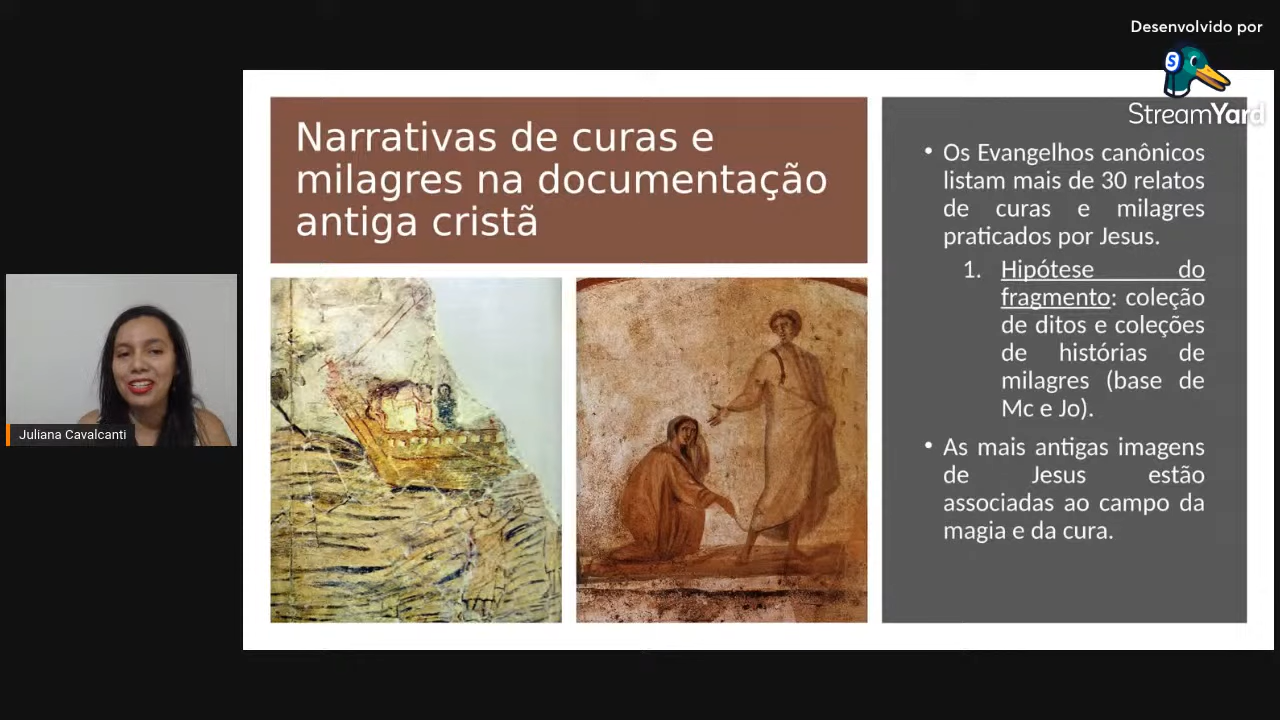 Desenvolvido por
StreamYard
Narrativas de curas e
milagres na documentação
antiga cristã
• Os Evangelhos canônicos
listam mais de 30 relatos
de curas e milagres
praticados por Jesus.
1. Hipótese do
fragmento: coleção
de ditos e coleções
de histórias de
milagres (base de
Mc e Jo).
• As mais antigas imagens
de Jesus estão
associadas ao campo da
magia e da cura.
Juliana Cavalcanti